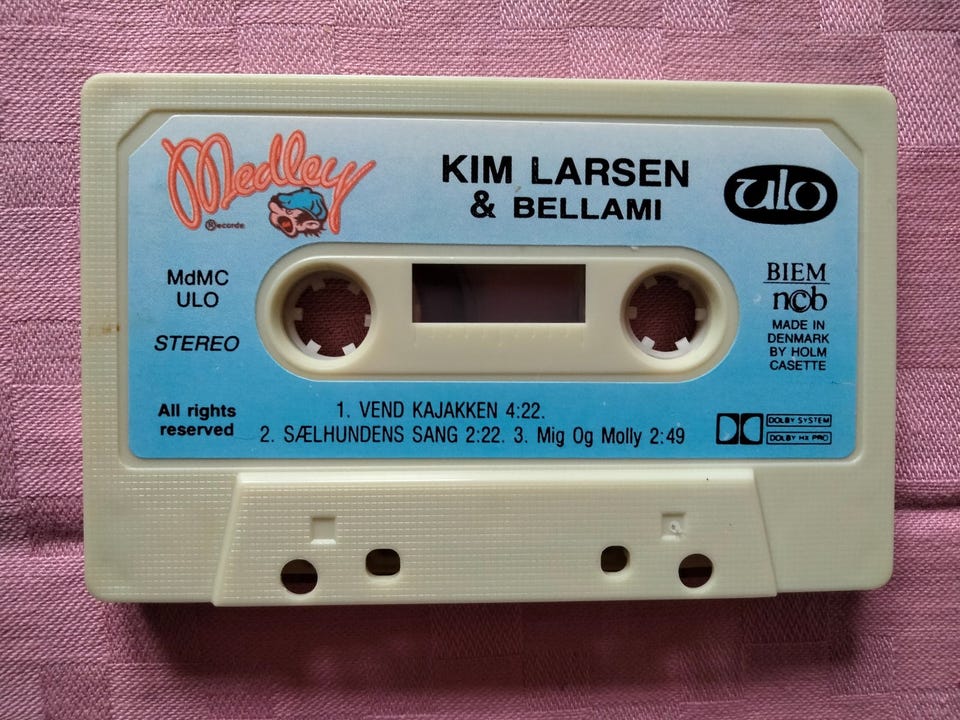 Medley
®ecords
KIM LARSEN
& BELLAMI
ulo
MdMC
ULO
STEREO
BIEM
n©b
MADE IN
DENMARK
BY HOLM
CASETTE
All rights
reserved
1. VEND KAJAKKEN 4:22.
2. SÆLHUNDENS SANG 2:22. 3. Mig Og Molly 2:49
DOLBY SYSTEM
DOLBY HX PRO